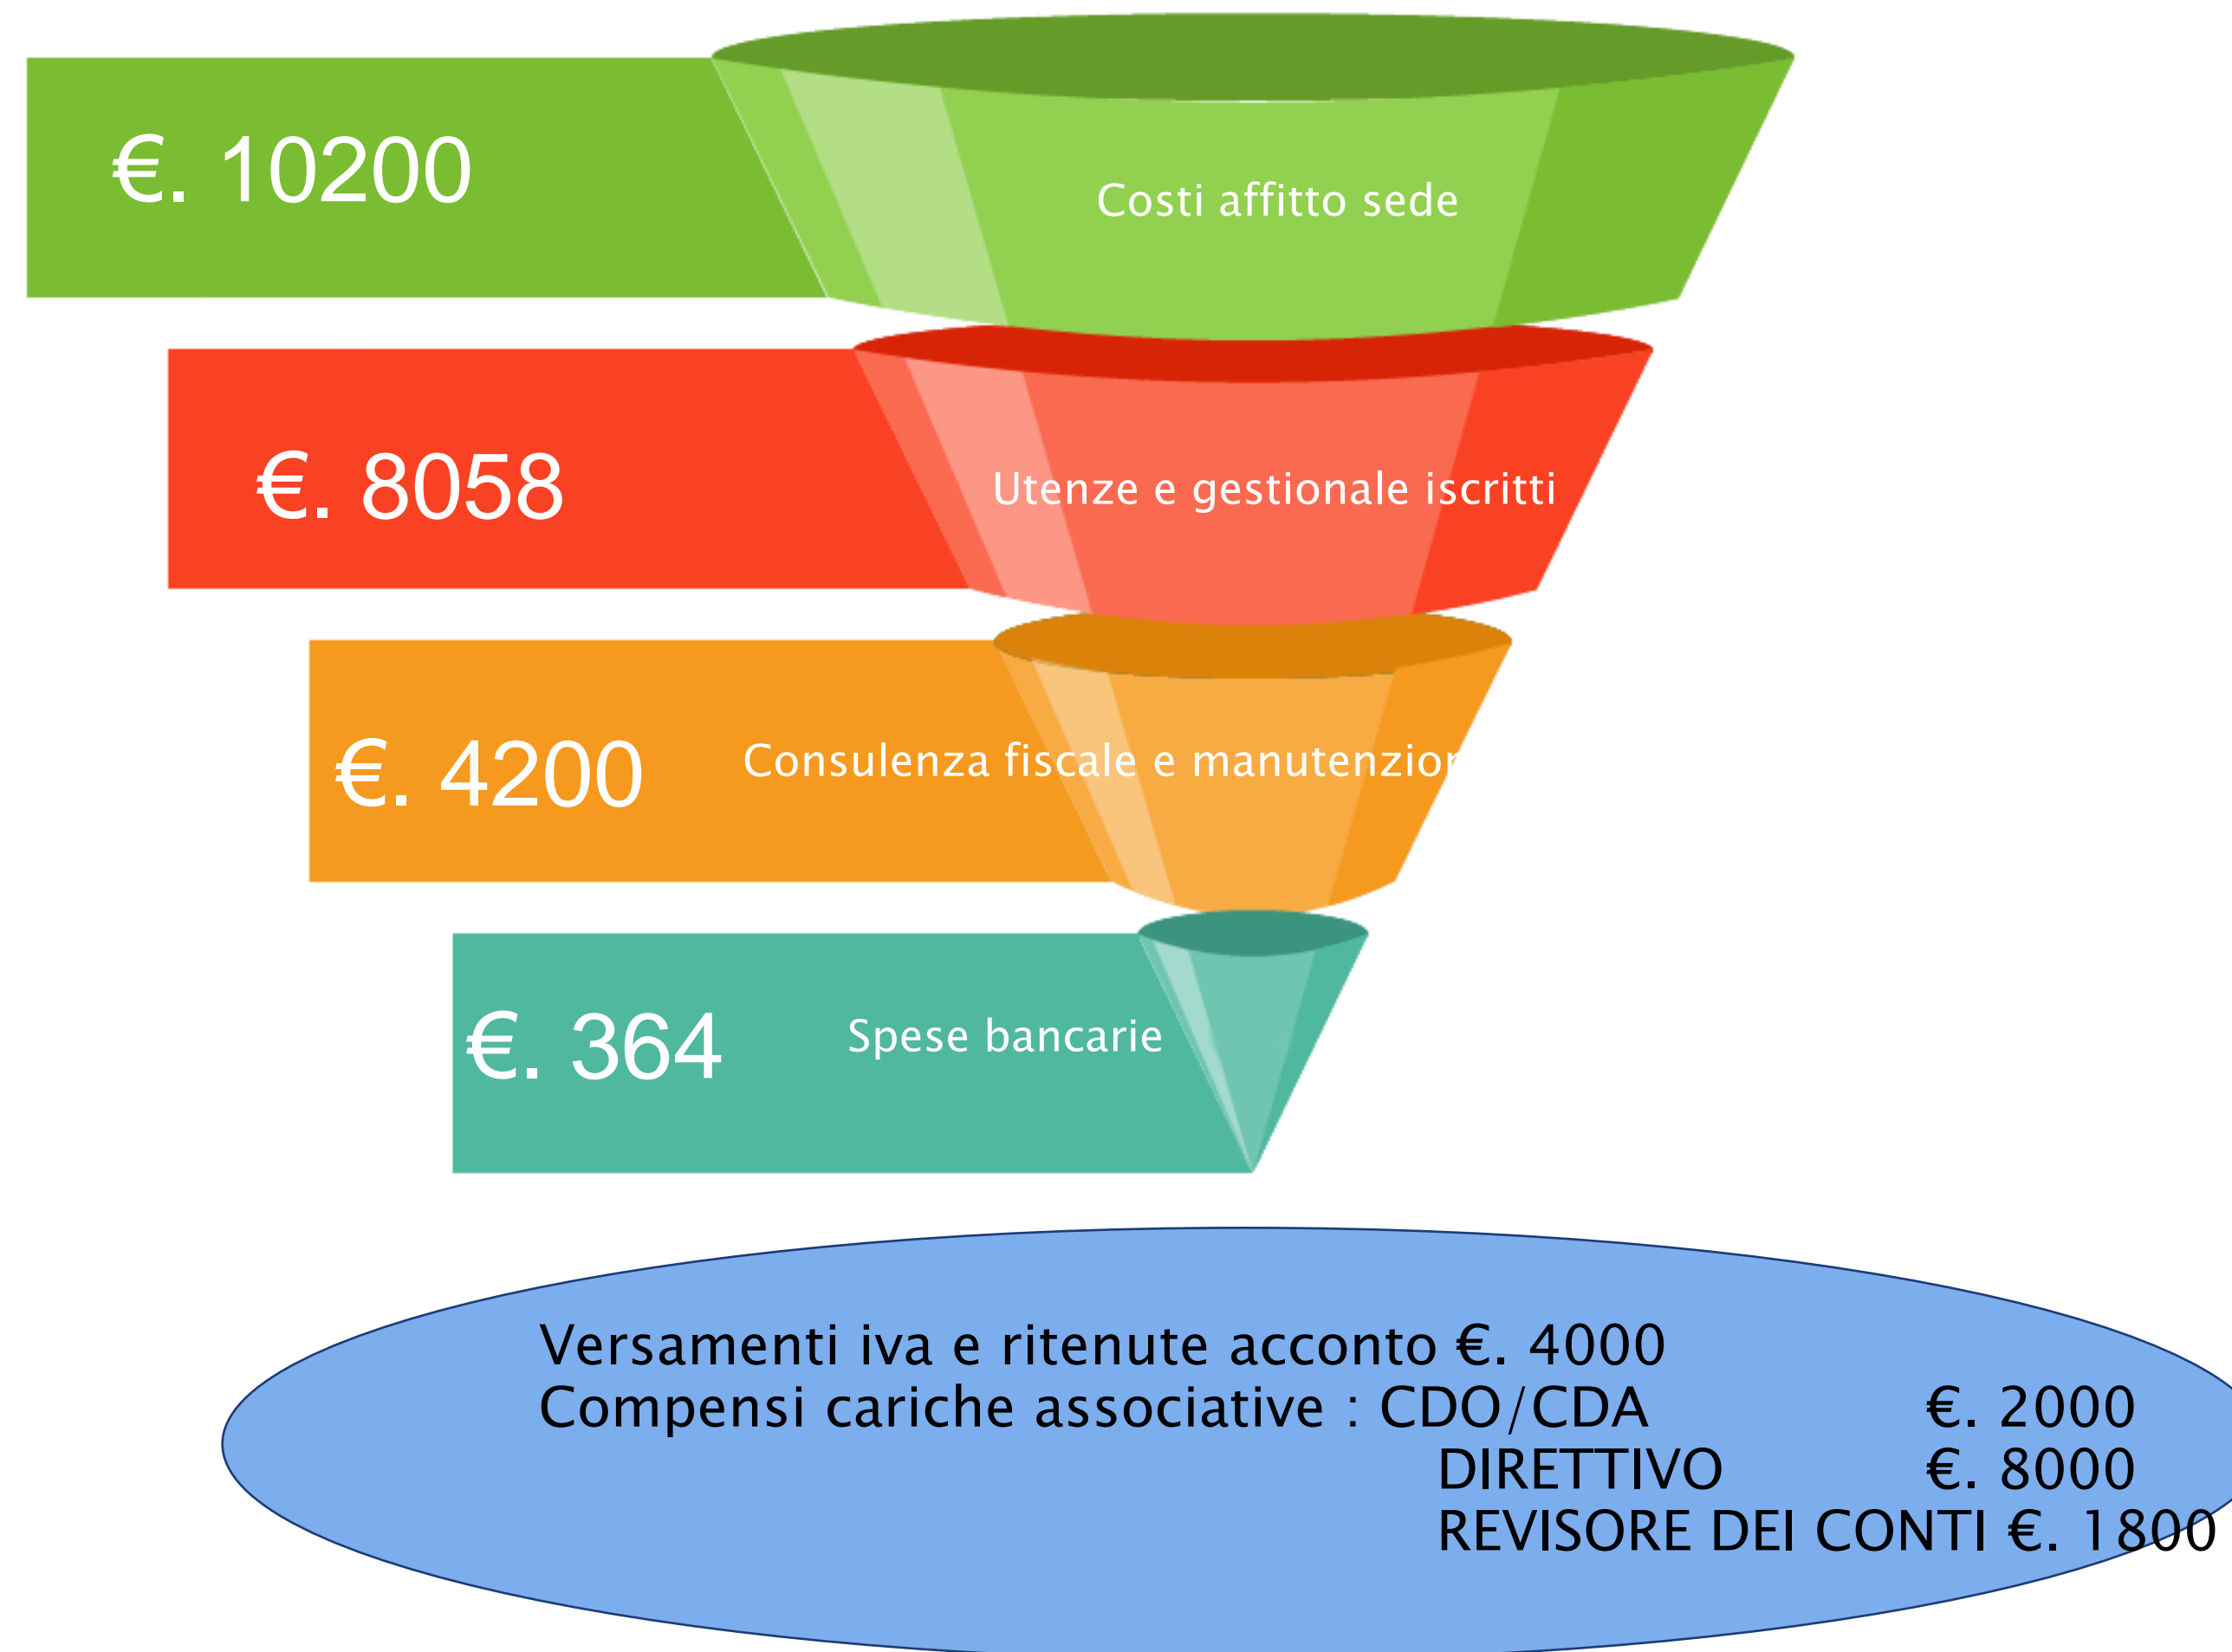 €. 10200
Costi affitto sede
€. 8058
Utenze e gestionale iscritti
€. 4200
Consulenza fiscale e
€. 364
Spese bancarie
Versamenti iva e ritenute acconto €. 4000
Compensi cariche associative : CDO/CDA €. 2000
DIRETTIVO €. 8000
REVISORE DEI CONTI €. 1800